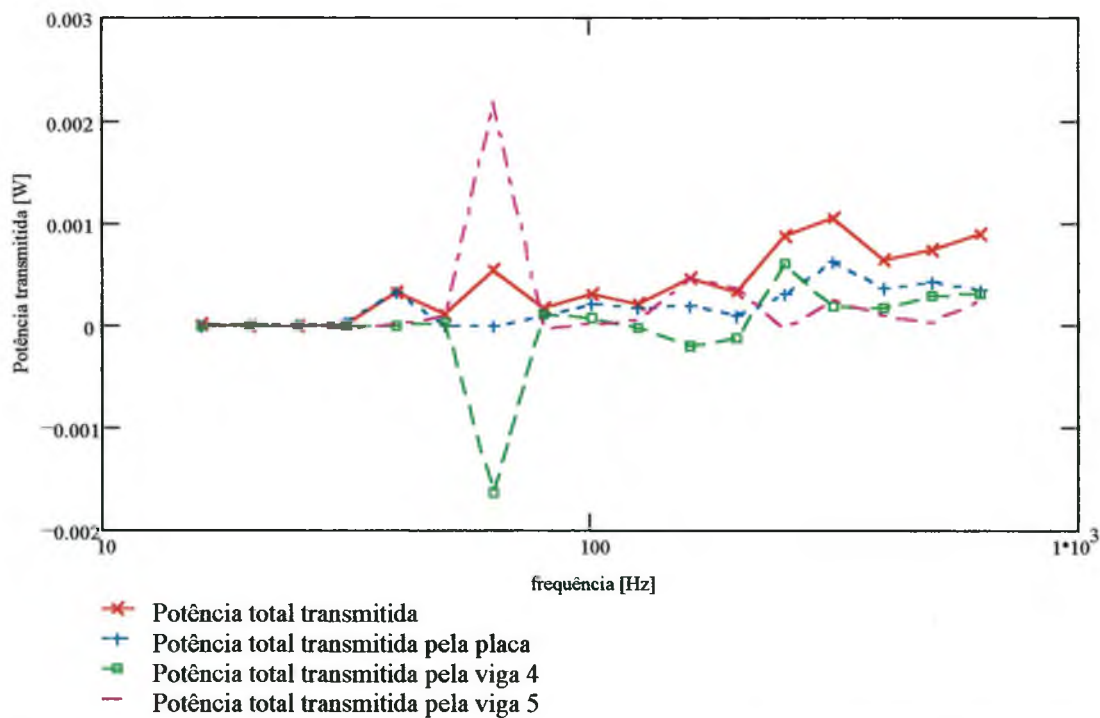 0.003
0.002
0.001
0
−0.001
−0.002
Potência transmitida [W]
10
100
1•10³
frequência [Hz]
Potência total transmitida
Potência total transmitida pela placa
Potência total transmitida pela viga 4
Potência total transmitida pela viga 5